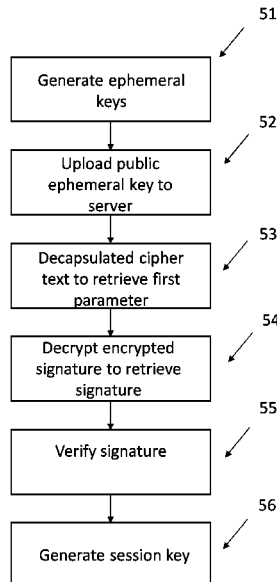 51
Generate ephemeral
keys
52
Upload public
ephemeral key to
server
53
Decapsulated cipher
text to retrieve first
parameter
54
Decrypt encrypted
signature to retrieve
signature
55
Verify signature
56
Generate session key